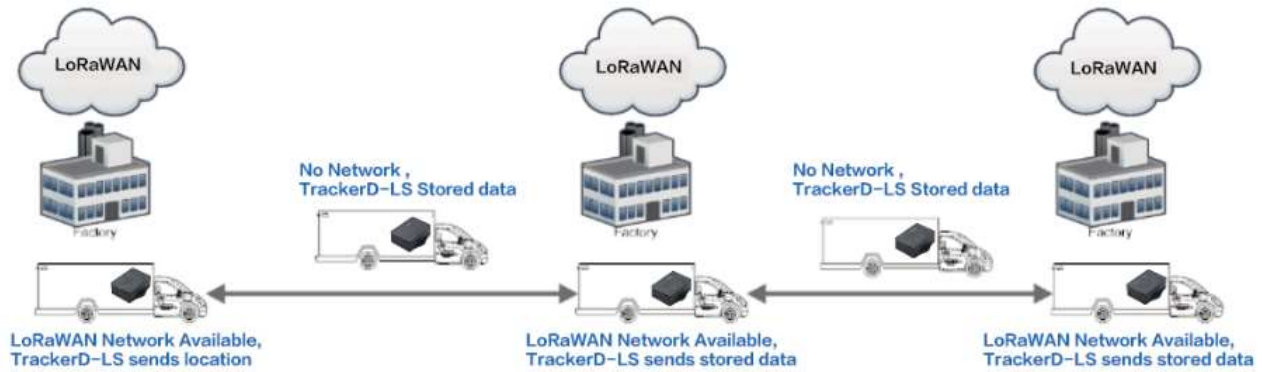 LoRaWAN
LoRaWAN
LoRaWAN
No Network ,
TrackerD-LS Stored data
No Network ,
TrackerD-LS Stored data
Factory
Factory
Factory
LoRaWAN Network Available,
TrackerD-LS sends location
LoRaWAN Network Available,
TrackerD-LS sends stored data
LoRaWAN Network Available,
TrackerD-LS sends stored data